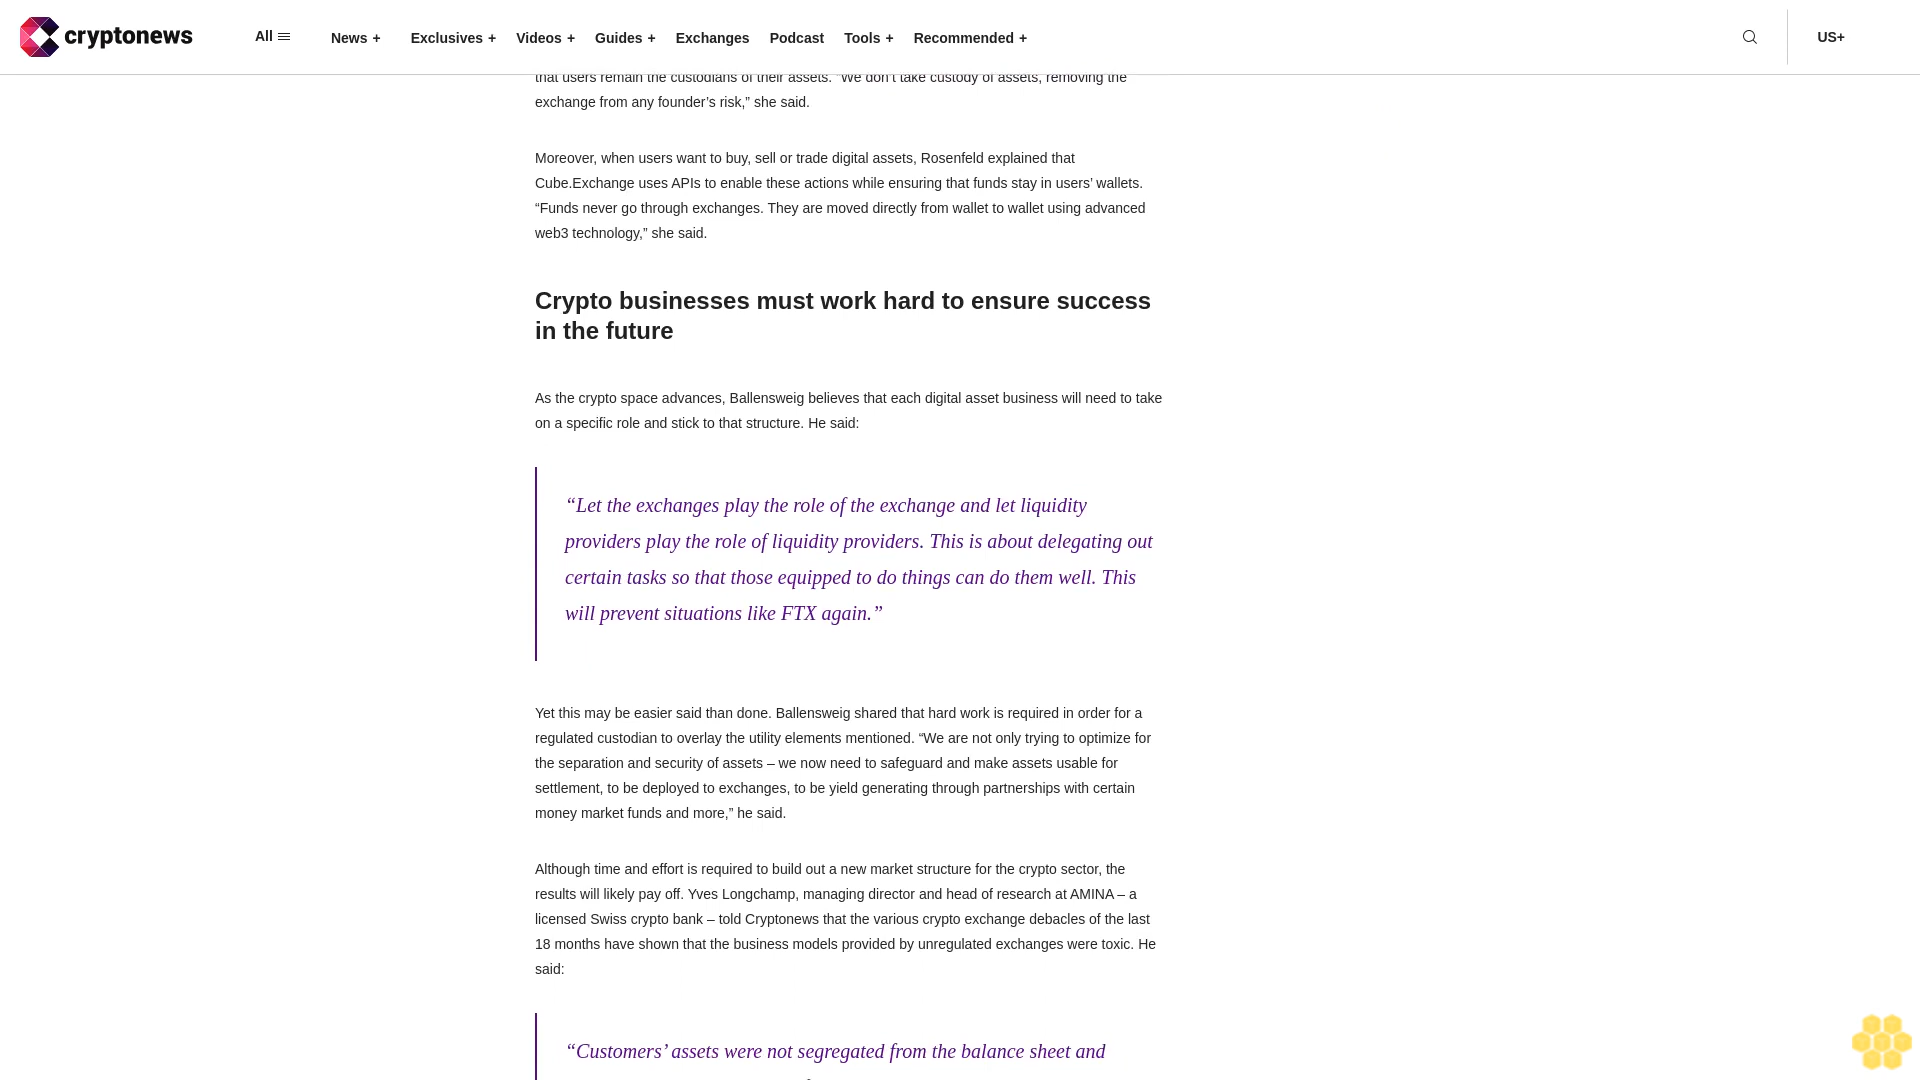 cryptonews
All
News +
Exclusives +
Videos +
Guides +
Exchanges
Podcast
Tools +
Recommended +
US+
that users remain the custodians of their assets. “We don’t take custody of assets, removing the
exchange from any founder’s risk,” she said.
Moreover, when users want to buy, sell or trade digital assets, Rosenfeld explained that
Cube.Exchange uses APIs to enable these actions while ensuring that funds stay in users’ wallets.
“Funds never go through exchanges. They are moved directly from wallet to wallet using advanced
web3 technology,” she said.
Crypto businesses must work hard to ensure success
in the future
As the crypto space advances, Ballensweig believes that each digital asset business will need to take
on a specific role and stick to that structure. He said:
“Let the exchanges play the role of the exchange and let liquidity
providers play the role of liquidity providers. This is about delegating out
certain tasks so that those equipped to do things can do them well. This
will prevent situations like FTX again.”
Yet this may be easier said than done. Ballensweig shared that hard work is required in order for a
regulated custodian to overlay the utility elements mentioned. “We are not only trying to optimize for
the separation and security of assets – we now need to safeguard and make assets usable for
settlement, to be deployed to exchanges, to be yield generating through partnerships with certain
money market funds and more,” he said.
Although time and effort is required to build out a new market structure for the crypto sector, the
results will likely pay off. Yves Longchamp, managing director and head of research at AMINA – a
licensed Swiss crypto bank – told Cryptonews that the various crypto exchange debacles of the last
18 months have shown that the business models provided by unregulated exchanges were toxic. He
said:
“Customers’ assets were not segregated from the balance sheet and